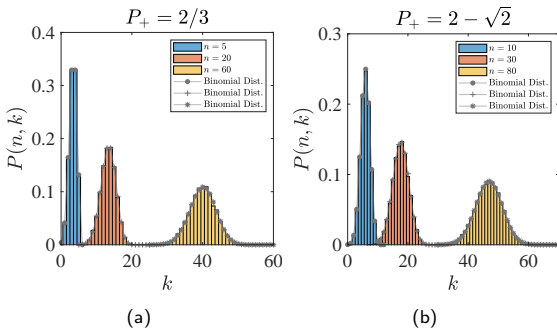 P₊ = 2/3
0.4
0.3
0.2
0.1
0
P(n, k)
n = 5
n = 20
n = 60
Binomial Dist.
Binomial Dist.
Binomial Dist.
0 20 40 60
k
(a)
P₊ = 2 − √2
0.3
0.2
0.1
0
P(n, k)
n = 10
n = 30
n = 80
Binomial Dist.
Binomial Dist.
Binomial Dist.
0 20 40 60
k
(b)